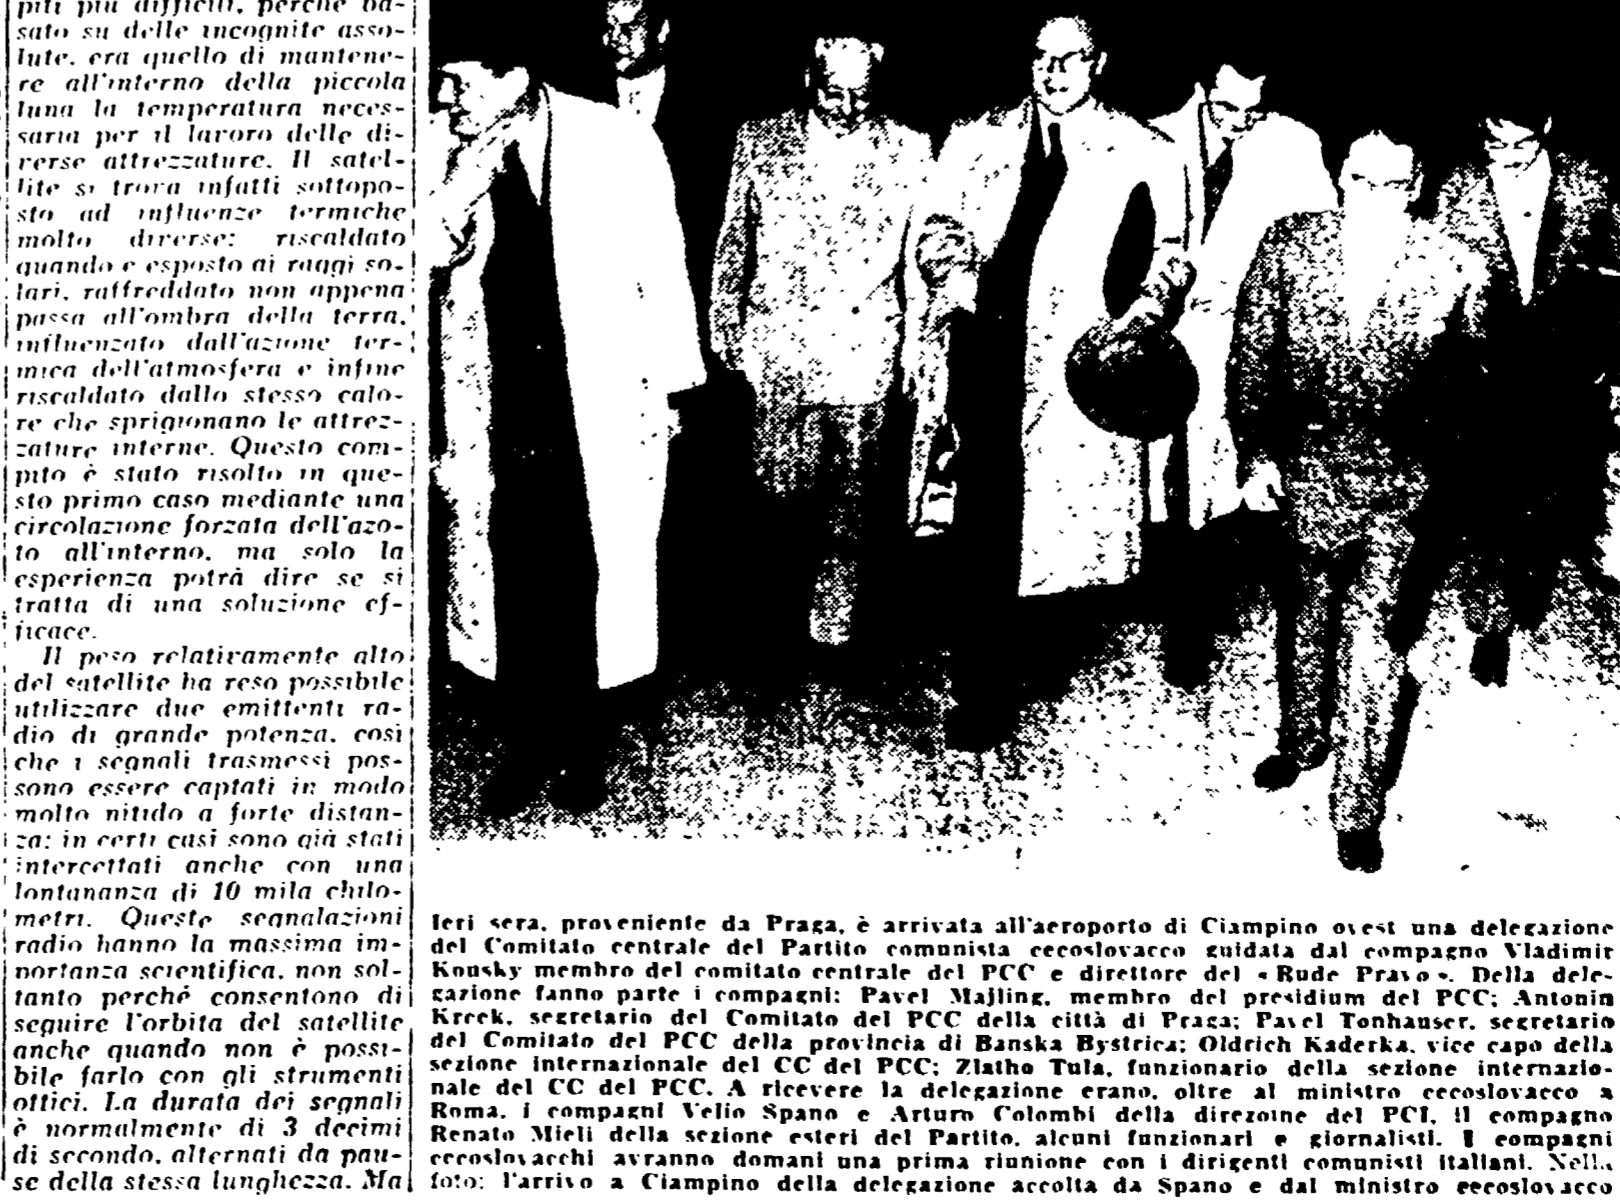 piti più difficili, perché ba-
sato su delle incognite asso-
lute, era quello di mantene-
re all'interno della piccola
luna la temperatura neces-
saria per il lavoro delle di-
verse attrezzature. Il satel-
lite si trova infatti sottopo-
sto ad influenze termiche
molto diverse: riscaldato
quando è esposto ai raggi so-
lari, raffreddato non appena
passa all'ombra della terra,
influenzato dall'azione ter-
mica dell'atmosfera e infine
riscaldato dallo stesso calo-
re che sprigionano le attrez-
zature interne. Questo com-
pito è stato risolto in que-
sto primo caso mediante una
circolazione forzata dell'azo-
to all'interno, ma solo la
esperienza potrà dire se si
tratta di una soluzione ef-
ficace.
Il peso relativamente alto
del satellite ha reso possibile
utilizzare due emittenti ra-
dio di grande potenza, così
che i segnali trasmessi pos-
sono essere captati in modo
molto nitido a forte distan-
za: in certi casi sono già stati
intercettati anche con una
lontananza di 10 mila chilo-
metri. Queste segnalazioni
radio hanno la massima im-
portanza scientifica, non sol-
tanto perché consentono di
seguire l'orbita del satellite
anche quando non è possi-
bile farlo con gli strumenti
ottici. La durata dei segnali
è normalmente di 3 decimi
di secondo, alternati da pau-
se della stessa lunghezza. Ma
Ieri sera, proveniente da Praga, è arrivata all'aeroporto di Ciampino ovest una delegazione
del Comitato centrale del Partito comunista cecoslovacco guidata dal compagno Vladimir
Kousky membro del comitato centrale del PCC e direttore del « Rude Pravo ». Della dele-
gazione fanno parte i compagni: Pavel Majling, membro del presidium del PCC; Antonin
Krcek, segretario del Comitato del PCC della città di Praga; Pavel Tonhauser, segretario
del Comitato del PCC della provincia di Banska Bystrica; Oldrich Kaderka, vice capo della
sezione internazionale del CC del PCC; Zlatho Tula, funzionario della sezione internazio-
nale del CC del PCC. A ricevere la delegazione erano, oltre al ministro cecoslovacco a
Roma, i compagni Velio Spano e Arturo Colombi della direzoine del PCI, il compagno
Renato Mieli della sezione esteri del Partito, alcuni funzionari e giornalisti. I compagni
cecoslovacchi avranno domani una prima riunione con i dirigenti comunisti italiani. Nella
foto: l'arrivo a Ciampino della delegazione accolta da Spano e dal ministro cecoslovacco